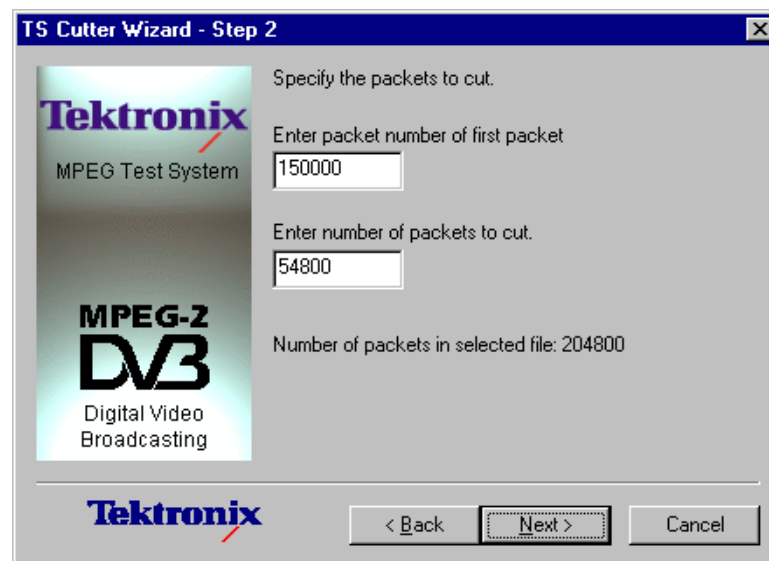 TS Cutter Wizard - Step 2
Tektronix
MPEG Test System
MPEG-2
DVB
Digital Video
Broadcasting
Specify the packets to cut.
Enter packet number of first packet
150000
Enter number of packets to cut.
54800
Number of packets in selected file: 204800
Tektronix
< Back
Next >
Cancel